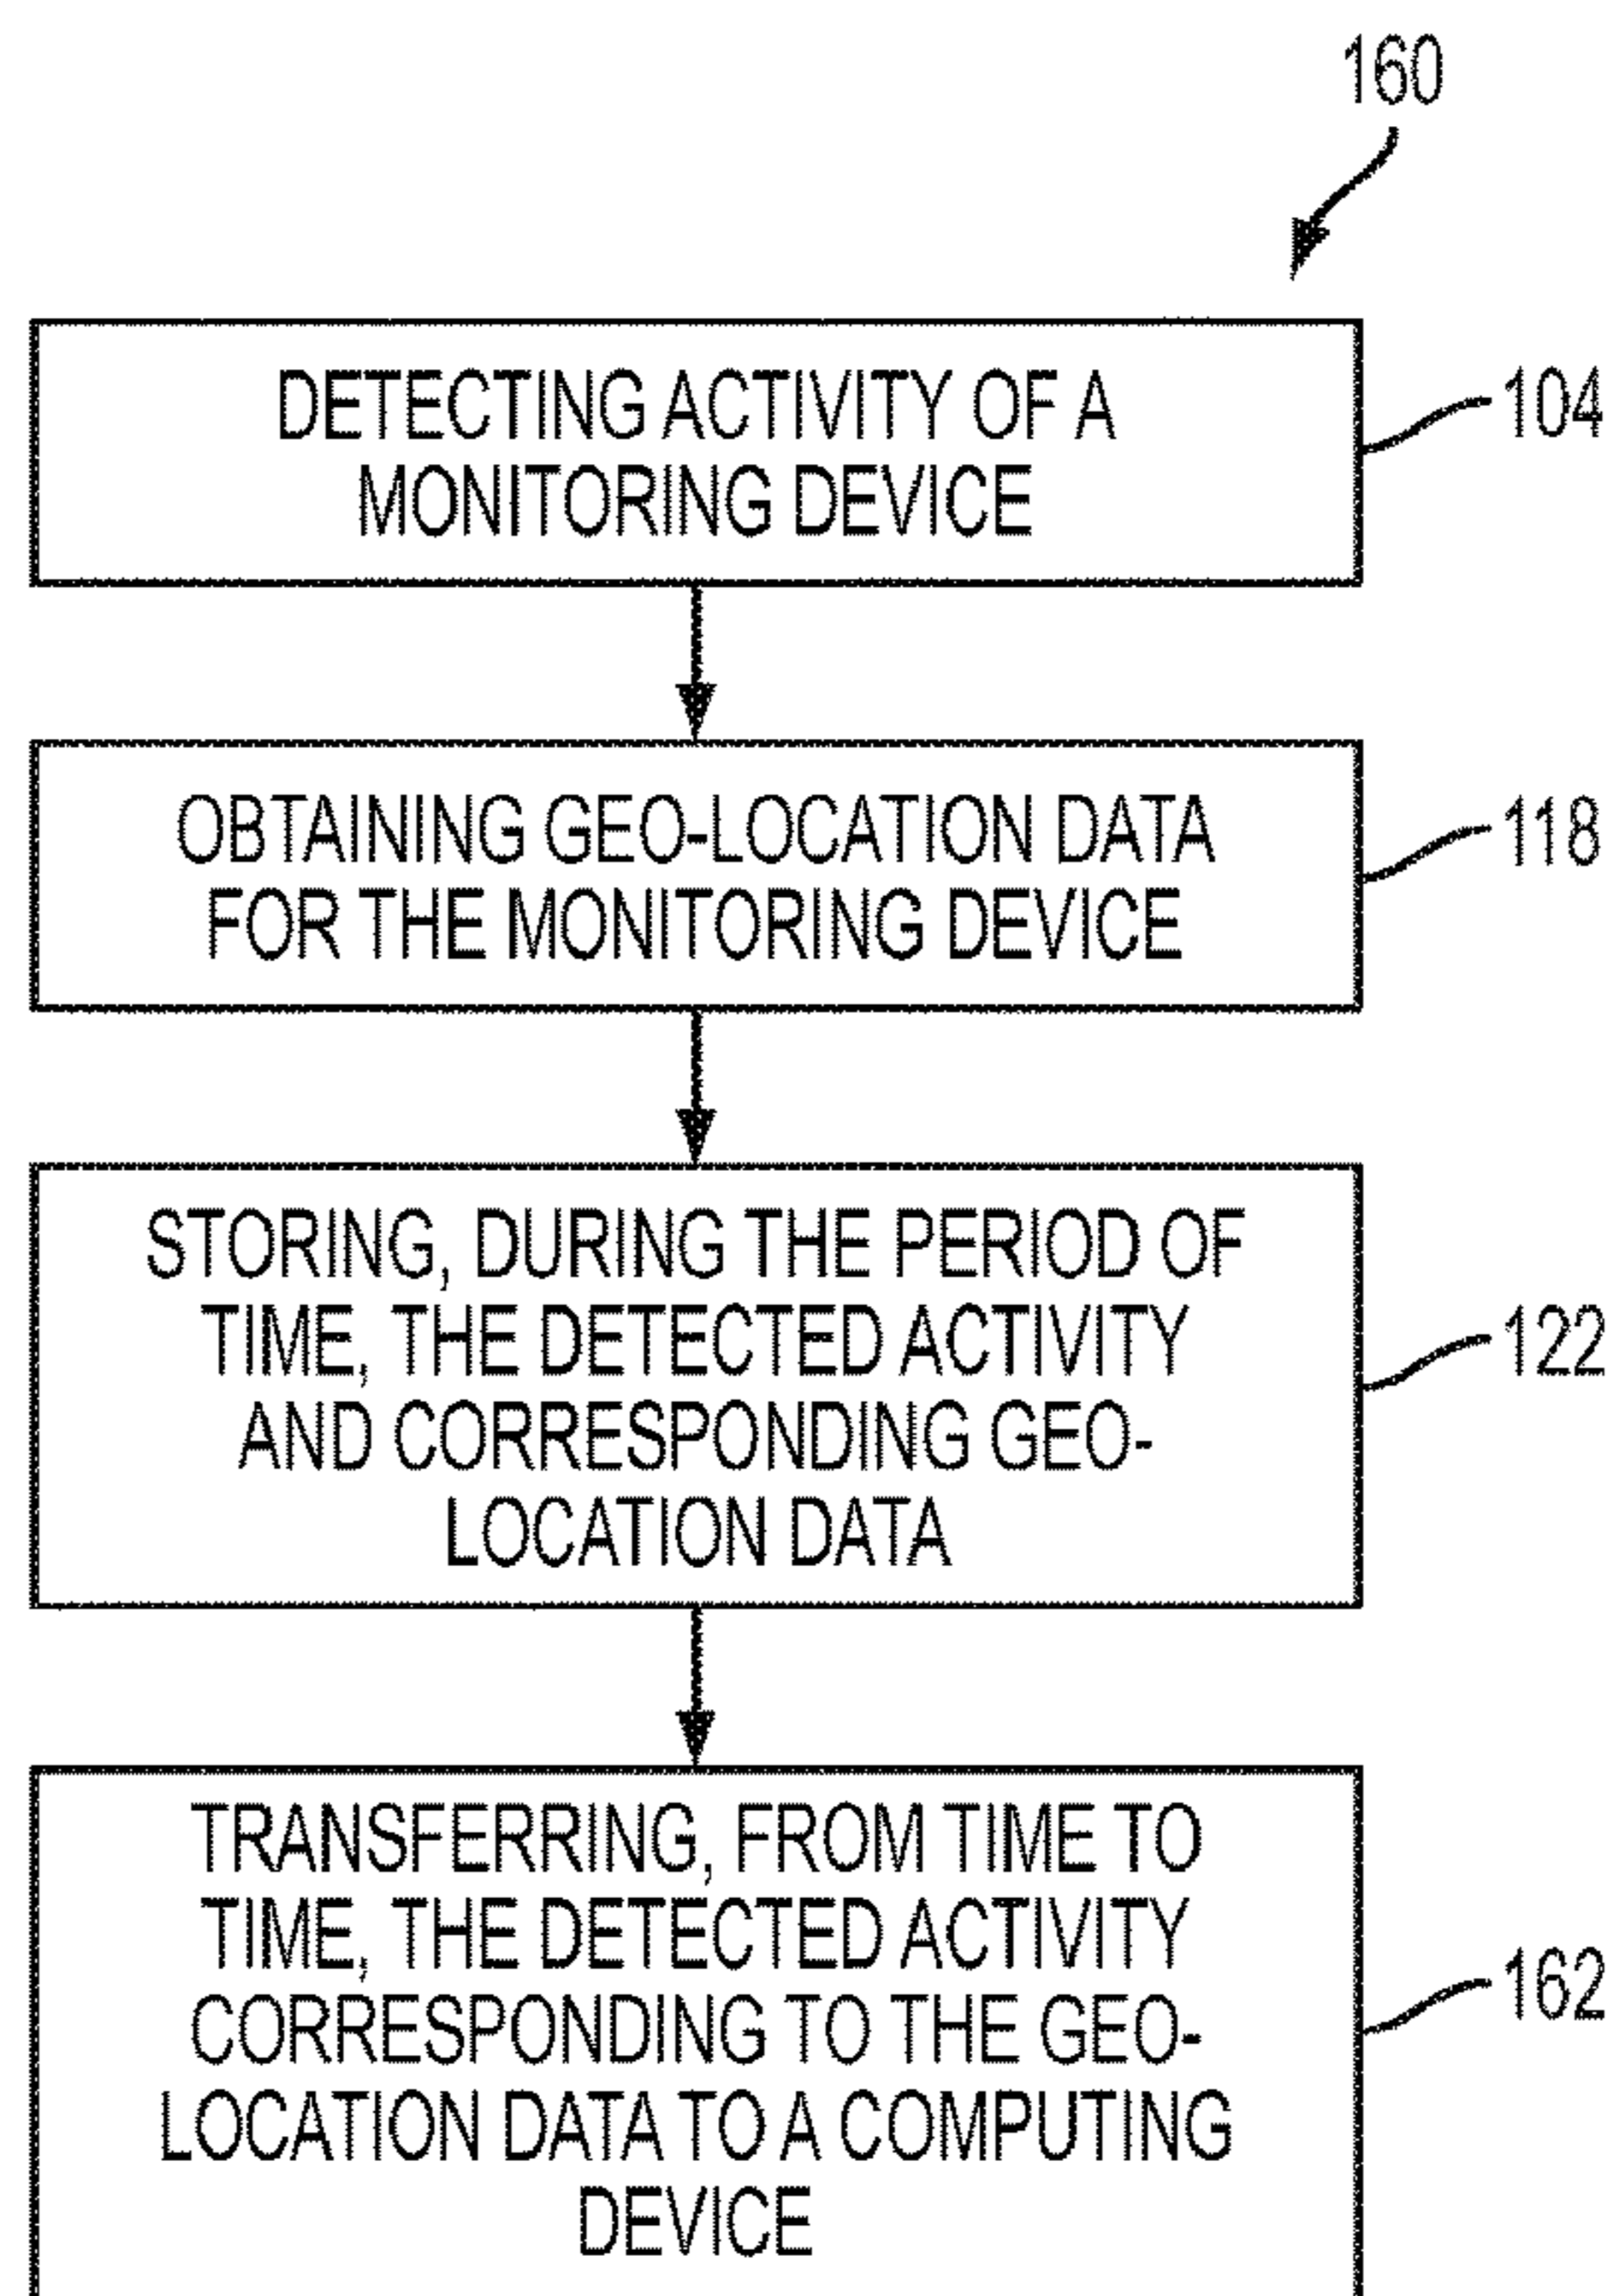 160
DETECTING ACTIVITY OF A
MONITORING DEVICE
104
OBTAINING GEO-LOCATION DATA
FOR THE MONITORING DEVICE
118
STORING, DURING THE PERIOD OF
TIME, THE DETECTED ACTIVITY
AND CORRESPONDING GEO-
LOCATION DATA
122
TRANSFERRING, FROM TIME TO
TIME, THE DETECTED ACTIVITY
CORRESPONDING TO THE GEO-
LOCATION DATA TO A COMPUTING
DEVICE
162